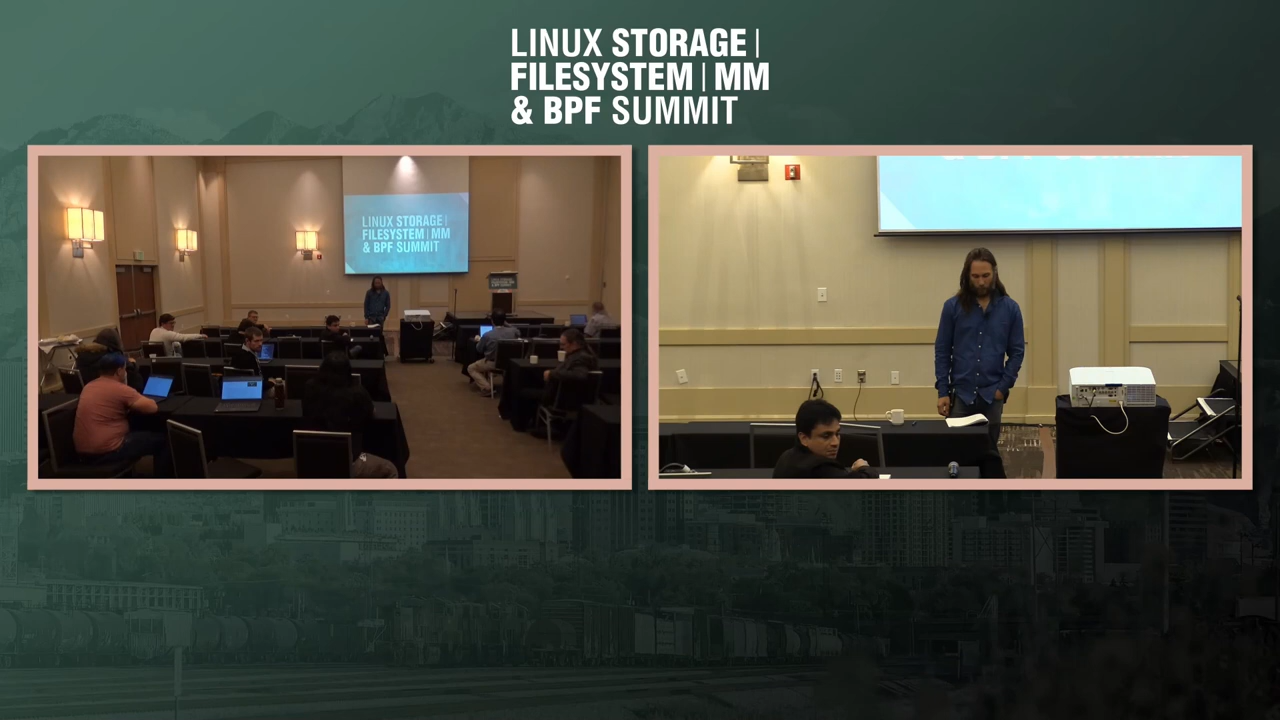 LINUX STORAGE |
FILESYSTEM | MM
& BPF SUMMIT
LINUX STORAGE |
FILESYSTEM | MM
& BPF SUMMIT